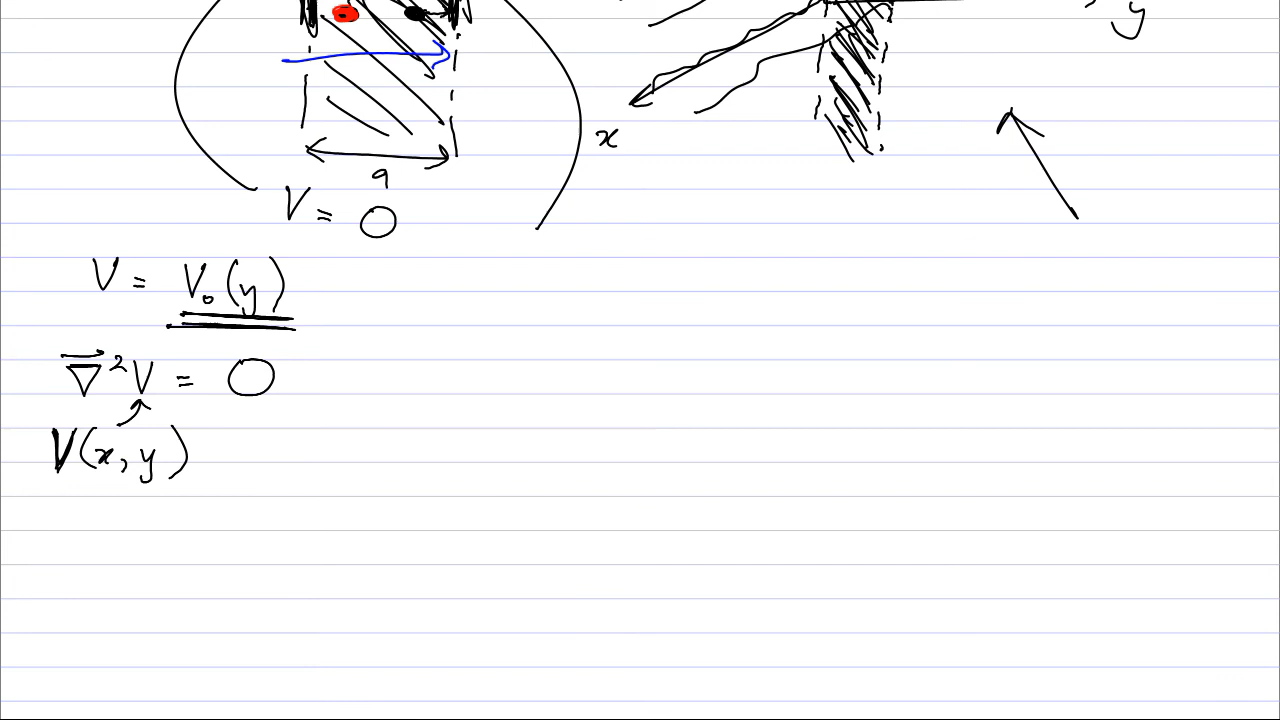 y
x
a
V = 0
V = V₀(y)
∇⃗²V = 0
V(x, y)